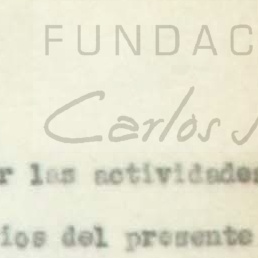 FUNDAC
Carlos
r las actividades
ios del presente